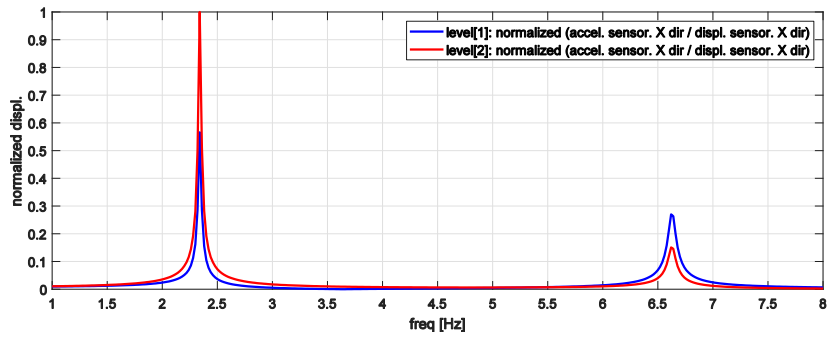 level[1]: normalized (accel. sensor. X dir / displ. sensor. X dir)
level[2]: normalized (accel. sensor. X dir / displ. sensor. X dir)
normalized displ.
1
0.9
0.8
0.7
0.6
0.5
0.4
0.3
0.2
0.1
0
1 1.5 2 2.5 3 3.5 4 4.5 5 5.5 6 6.5 7 7.5 8
freq [Hz]